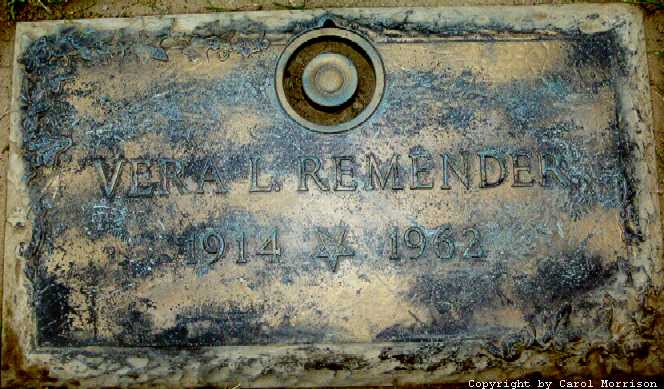 VERA L. REMENDER
1914 ✡ 1962
Copyright by Carol Morrison